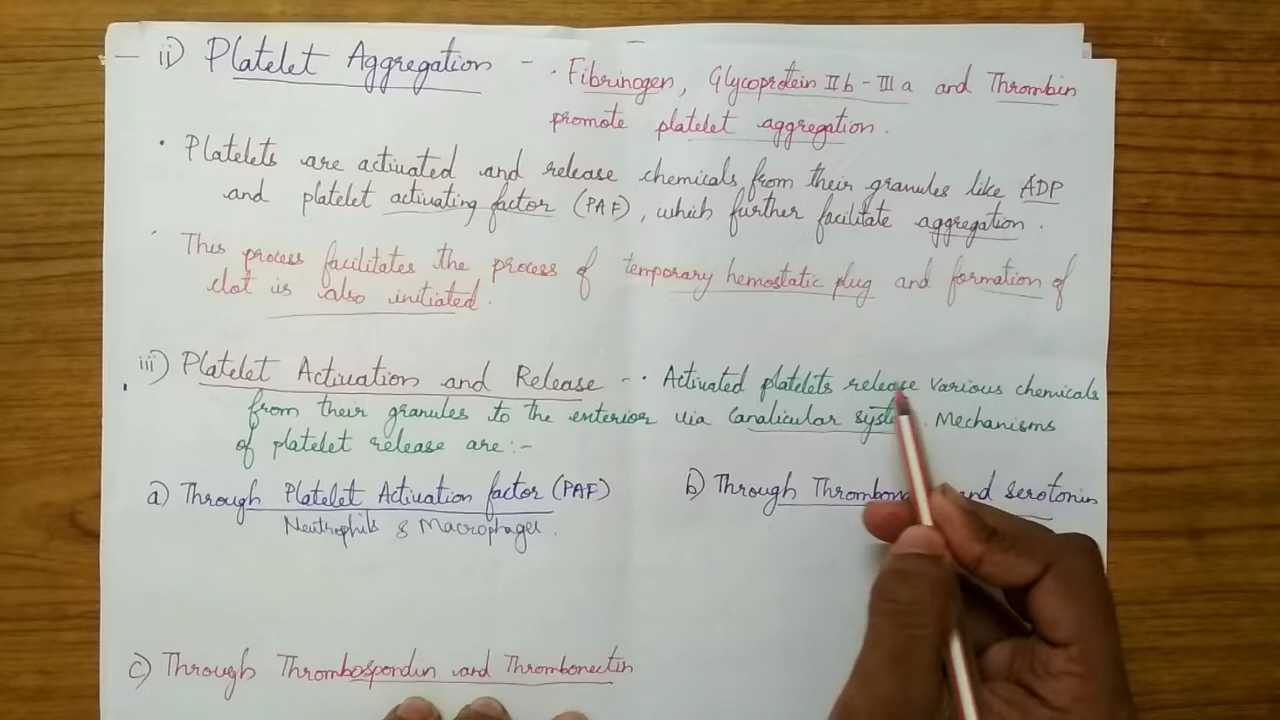 ii) Platelet Aggregation - · Fibrinogen, Glycoprotein IIb-IIIa and Thrombin
promote platelet aggregation.
· Platelets are activated and release chemicals from their granules like ADP
and platelet activating factor (PAF), which further facilitate aggregation.
· This process facilitates the process of temporary hemostatic plug and formation of
clot is also initiated.
iii) Platelet Activation and Release - · Activated platelets release various chemicals
from their granules to the exterior via Canalicular system. Mechanisms
of platelet release are:-
a) Through Platelet Activation factor (PAF)
Neutrophils & Macrophages.
b) Through and serotonin
c) Through Thrombospondin and Thrombonectin